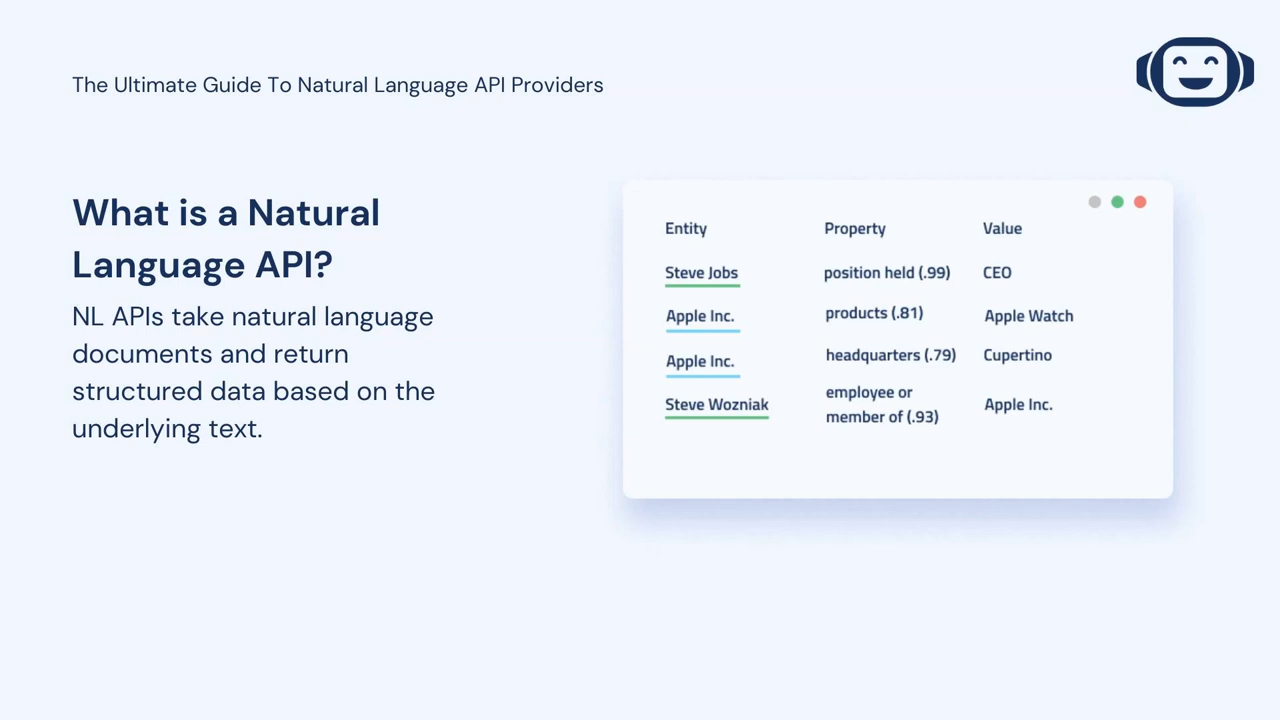 The Ultimate Guide To Natural Language API Providers
What is a Natural
Language API?
NL APIs take natural language
documents and return
structured data based on the
underlying text.
Entity Property Value
Steve Jobs position held (.99) CEO
Apple Inc. products (.81) Apple Watch
Apple Inc. headquarters (.79) Cupertino
Steve Wozniak employee or
member of (.93) Apple Inc.